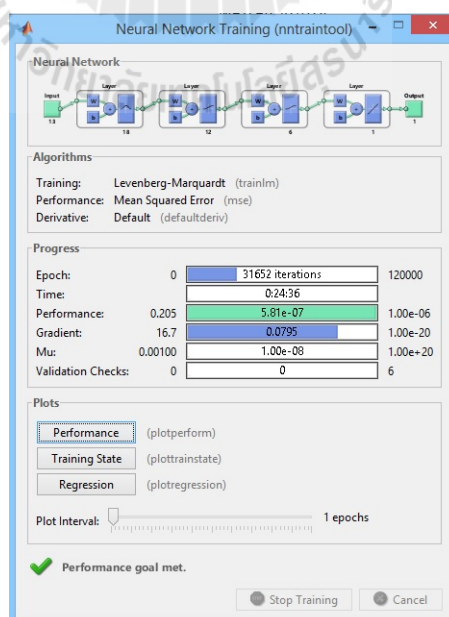 Neural Network Training (nntraintool)
Neural Network
Input
Layer
Layer
Layer
Layer
Output
W
b
W
b
W
b
W
b
13
18
12
6
1
1
Algorithms
Training: Levenberg-Marquardt (trainlm)
Performance: Mean Squared Error (mse)
Derivative: Default (defaultderiv)
Progress
Epoch: 0 31652 iterations 120000
Time: 0:24:36
Performance: 0.205 5.81e-07 1.00e-06
Gradient: 16.7 0.0795 1.00e-20
Mu: 0.00100 1.00e-08 1.00e+20
Validation Checks: 0 0 6
Plots
Performance (plotperform)
Training State (plottrainstate)
Regression (plotregression)
Plot Interval: 1 epochs
Performance goal met.
Stop Training Cancel